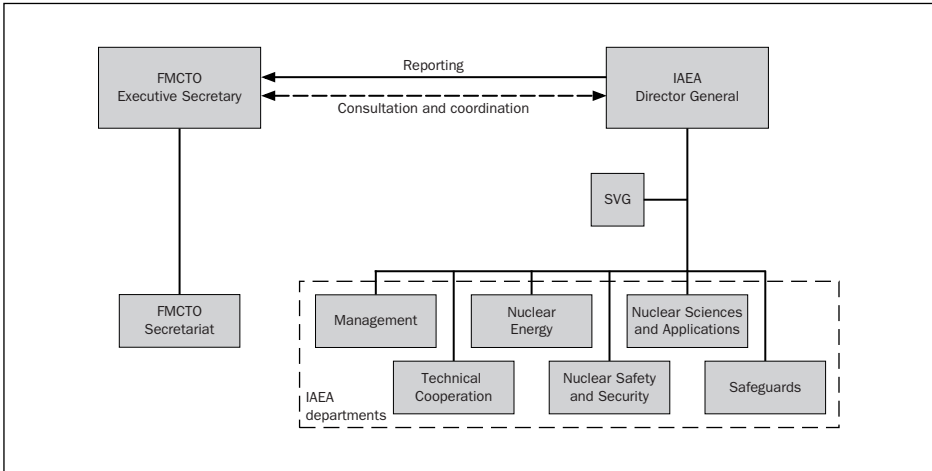 FMCTO
Executive Secretary
Reporting
Consultation and coordination
IAEA
Director General
SVG
FMCTO
Secretariat
Management
Nuclear
Energy
Nuclear Sciences
and Applications
Technical
Cooperation
Nuclear Safety
and Security
Safeguards
IAEA
departments